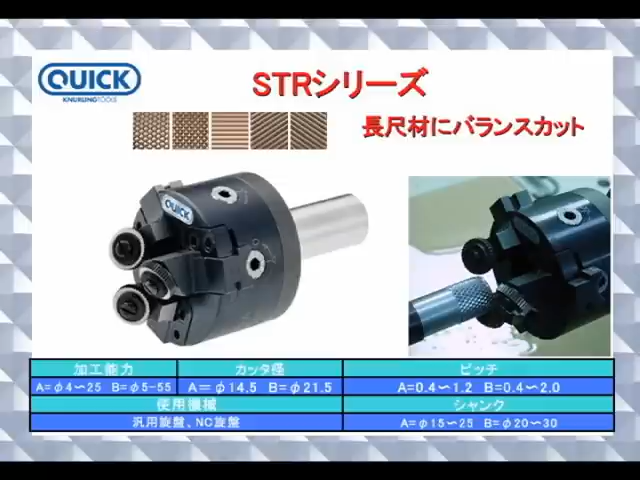 QUICK
KNURLINGTOOLS
STRシリーズ
長尺材にバランスカット
QUICK
加工能力 カッタ径 ピッチ
A=φ4〜25 B=φ5-55 A=φ14.5 B=φ21.5 A=0.4〜1.2 B=0.4〜2.0
使用機械 シャンク
汎用旋盤、NC旋盤 A=φ15〜25 B=φ20〜30